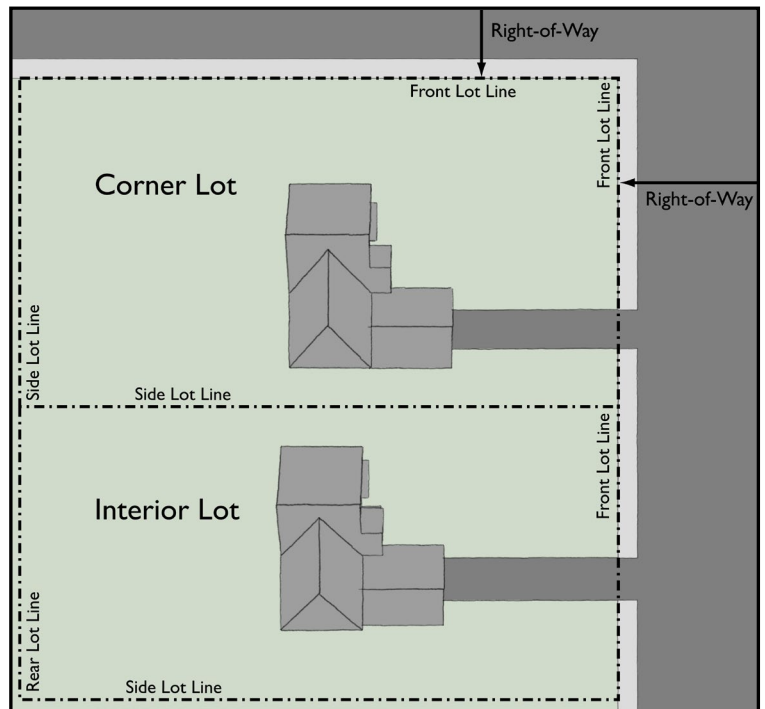 Right-of-Way
Front Lot Line
Front Lot Line
Corner Lot
Right-of-Way
Side Lot Line
Side Lot Line
Front Lot Line
Interior Lot
Rear Lot Line
Side Lot Line